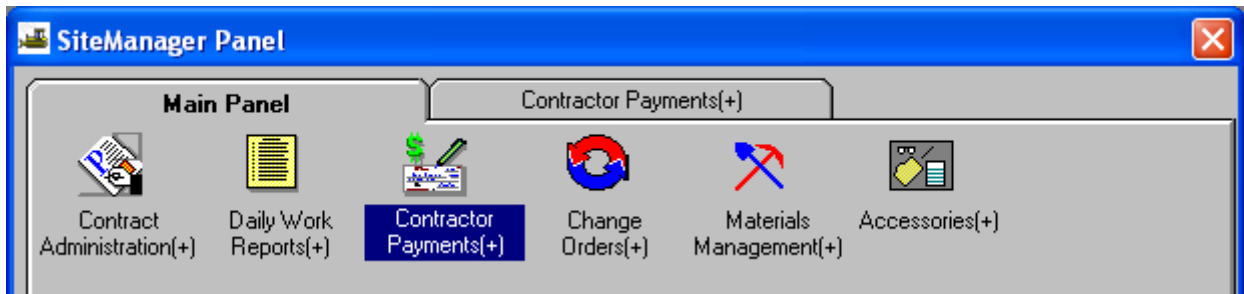 SiteManager Panel
Main Panel
Contractor Payments(+)
Contract
Administration(+)
Daily Work
Reports(+)
Contractor
Payments(+)
Change
Orders(+)
Materials
Management(+)
Accessories(+)